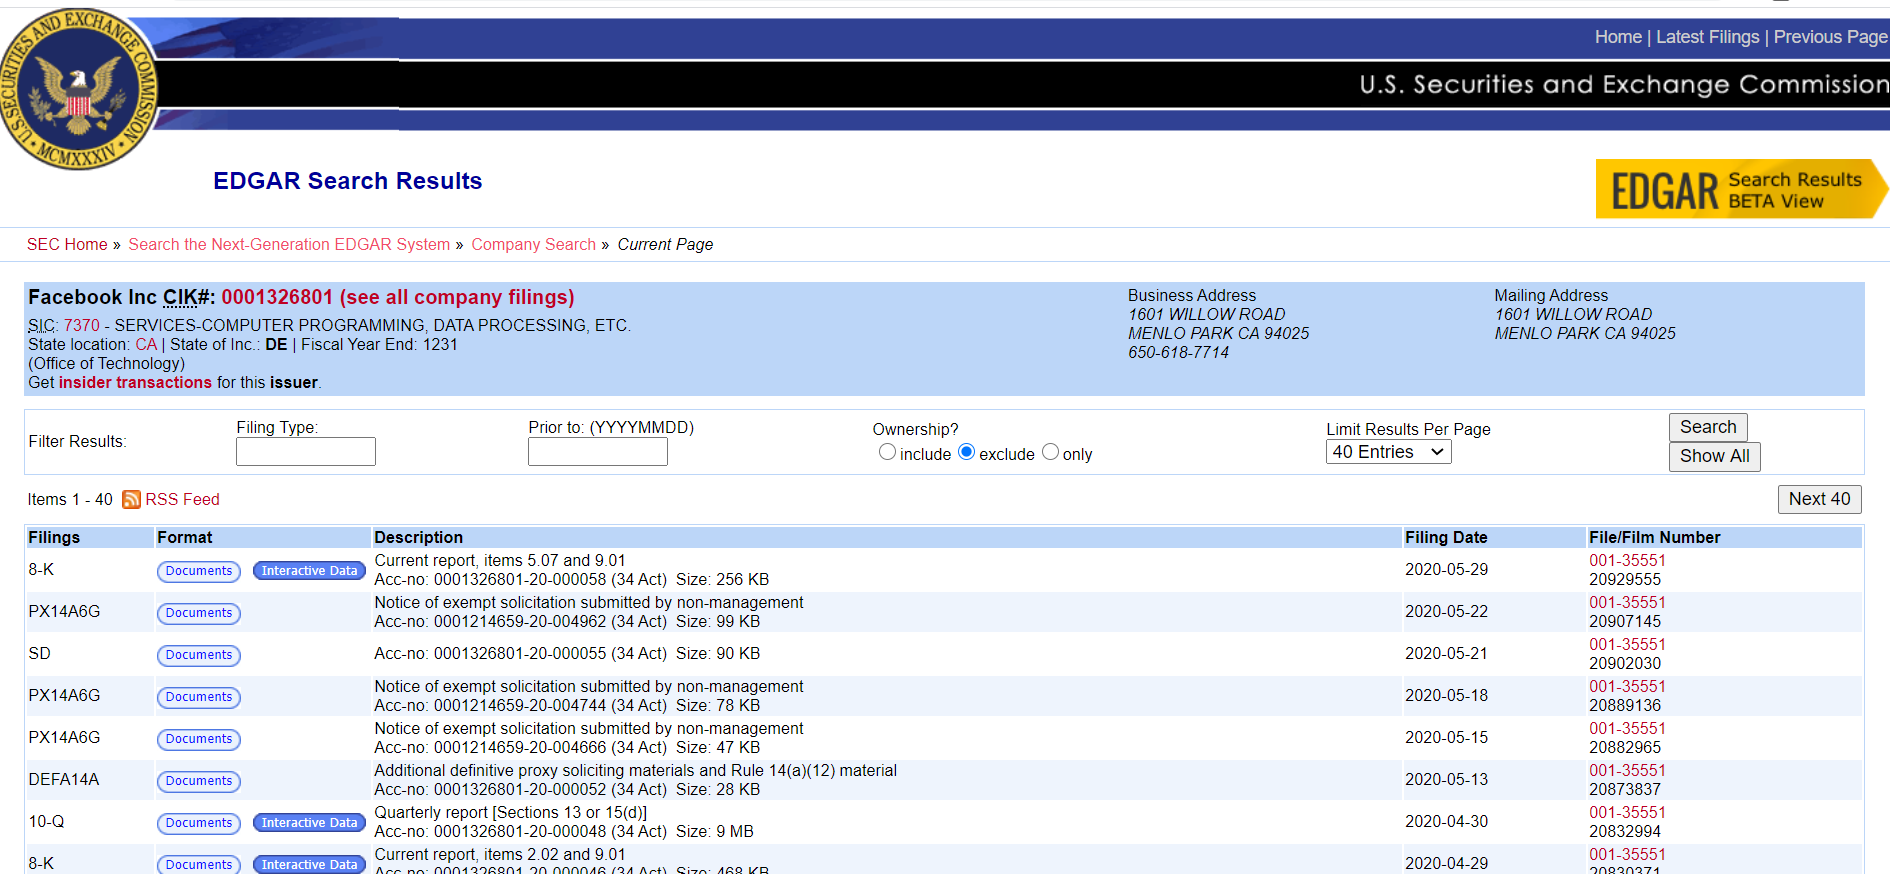 U.S. SECURITIES AND EXCHANGE COMMISSION
MCMXXXIV
Home | Latest Filings | Previous Page
U.S. Securities and Exchange Commission
EDGAR Search Results
EDGAR Search Results BETA View
SEC Home » Search the Next-Generation EDGAR System » Company Search » Current Page
Facebook Inc CIK#: 0001326801 (see all company filings)
SIC: 7370 - SERVICES-COMPUTER PROGRAMMING, DATA PROCESSING, ETC.
State location: CA | State of Inc.: DE | Fiscal Year End: 1231
(Office of Technology)
Get insider transactions for this issuer.
Business Address
1601 WILLOW ROAD
MENLO PARK CA 94025
650-618-7714
Mailing Address
1601 WILLOW ROAD
MENLO PARK CA 94025
Filter Results:
Filing Type:
Prior to: (YYYYMMDD)
Ownership?
include exclude only
Limit Results Per Page
40 Entries
Search
Show All
Items 1 - 40 RSS Feed
Next 40
Filings Format Description Filing Date File/Film Number
8-K Documents Interactive Data Current report, items 5.07 and 9.01
Acc-no: 0001326801-20-000058 (34 Act) Size: 256 KB 2020-05-29 001-35551
20929555
PX14A6G Documents Notice of exempt solicitation submitted by non-management
Acc-no: 0001214659-20-004962 (34 Act) Size: 99 KB 2020-05-22 001-35551
20907145
SD Documents Acc-no: 0001326801-20-000055 (34 Act) Size: 90 KB 2020-05-21 001-35551
20902030
PX14A6G Documents Notice of exempt solicitation submitted by non-management
Acc-no: 0001214659-20-004744 (34 Act) Size: 78 KB 2020-05-18 001-35551
20889136
PX14A6G Documents Notice of exempt solicitation submitted by non-management
Acc-no: 0001214659-20-004666 (34 Act) Size: 47 KB 2020-05-15 001-35551
20882965
DEFA14A Documents Additional definitive proxy soliciting materials and Rule 14(a)(12) material
Acc-no: 0001326801-20-000052 (34 Act) Size: 28 KB 2020-05-13 001-35551
20873837
10-Q Documents Interactive Data Quarterly report [Sections 13 or 15(d)]
Acc-no: 0001326801-20-000048 (34 Act) Size: 9 MB 2020-04-30 001-35551
20832994
8-K Documents Interactive Data Current report, items 2.02 and 9.01
Acc-no: 0001326801-20-000046 (34 Act) Size: 468 KB 2020-04-29 001-35551
20830371